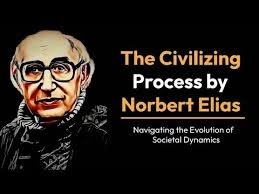 The Civilizing
Process by
Norbert Elias
Navigating the Evolution of
Societal Dynamics